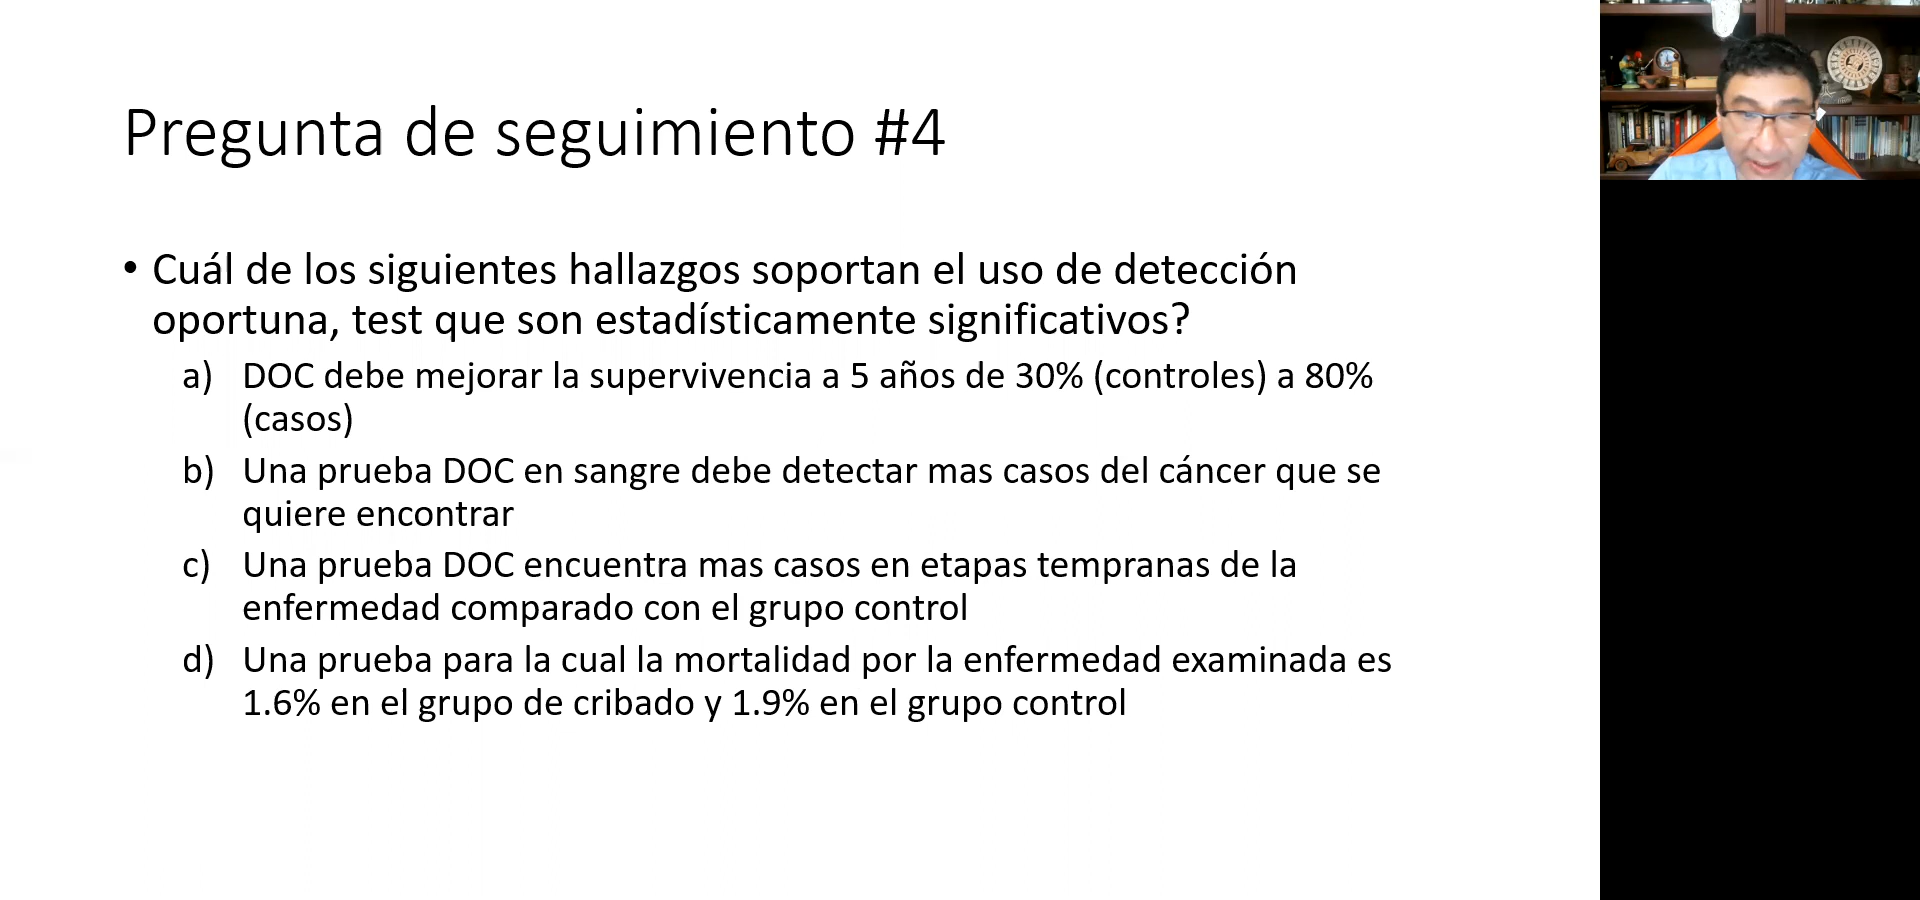 Pregunta de seguimiento #4
• Cuál de los siguientes hallazgos soportan el uso de detección
oportuna, test que son estadísticamente significativos?
a) DOC debe mejorar la supervivencia a 5 años de 30% (controles) a 80%
(casos)
b) Una prueba DOC en sangre debe detectar mas casos del cáncer que se
quiere encontrar
c) Una prueba DOC encuentra mas casos en etapas tempranas de la
enfermedad comparado con el grupo control
d) Una prueba para la cual la mortalidad por la enfermedad examinada es
1.6% en el grupo de cribado y 1.9% en el grupo control